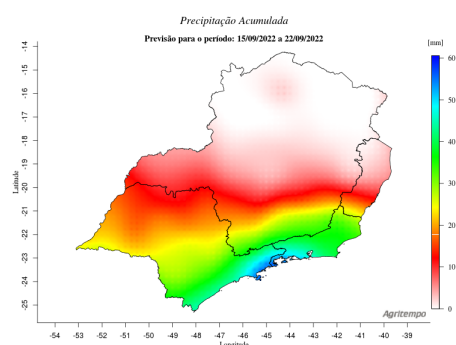 Precipitação Acumulada
Previsão para o período: 15/09/2022 a 22/09/2022
[mm]
60
50
40
30
20
10
0
Latitude
-14
-15
-16
-17
-18
-19
-20
-21
-22
-23
-24
-25
Agritempo
-54 -53 -52 -51 -50 -49 -48 -47 -46 -45 -44 -43 -42 -41 -40 -39
Longitude